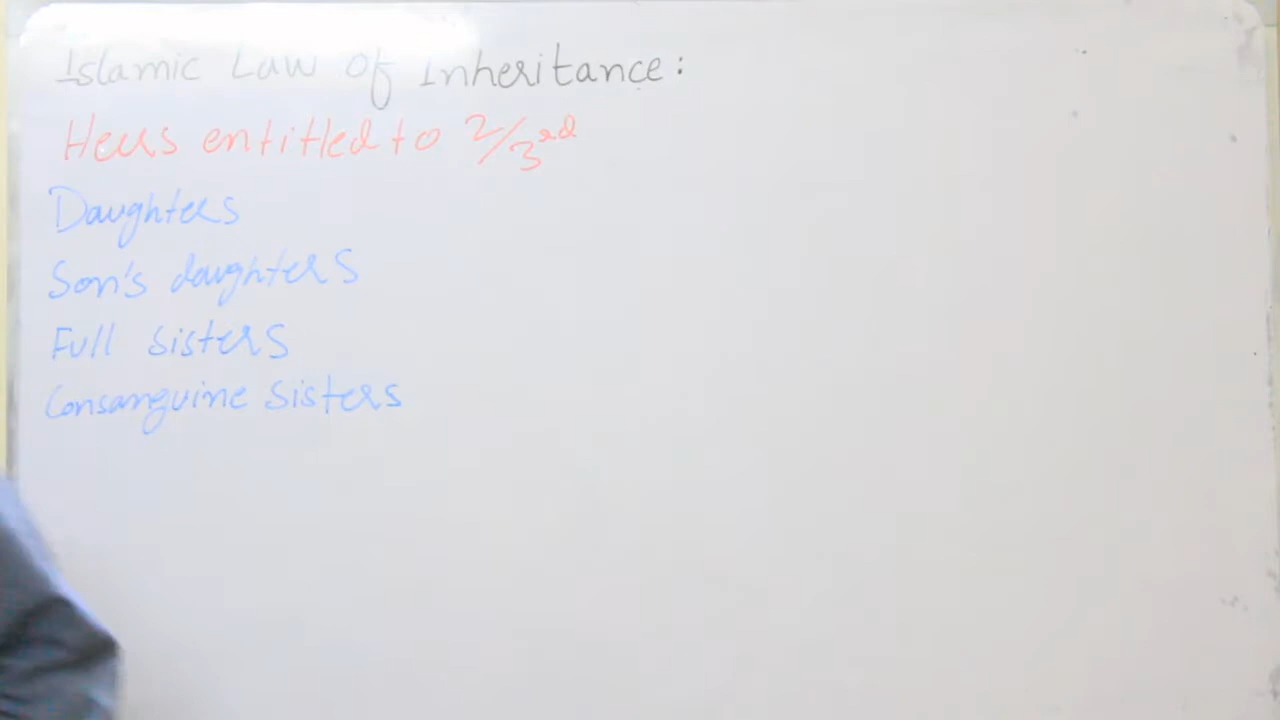 Islamic Law of Inheritance:
Heirs entitled to 2/3rd
Daughters
Son's daughters
Full sisters
Consanguine sisters